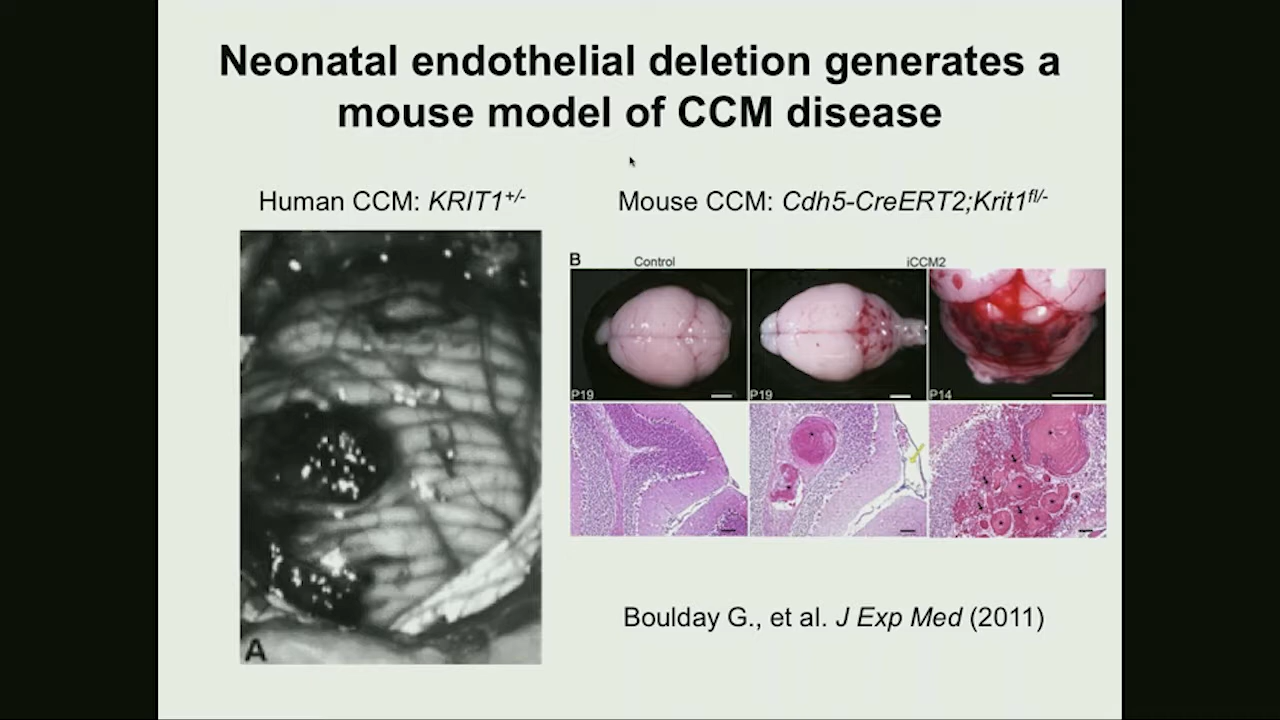 Neonatal endothelial deletion generates a
mouse model of CCM disease
Human CCM: KRIT1+/-
Mouse CCM: Cdh5-CreERT2;Krit1fl/-
B
Control
iCCM2
P19
P19
P14
A
Boulday G., et al. J Exp Med (2011)